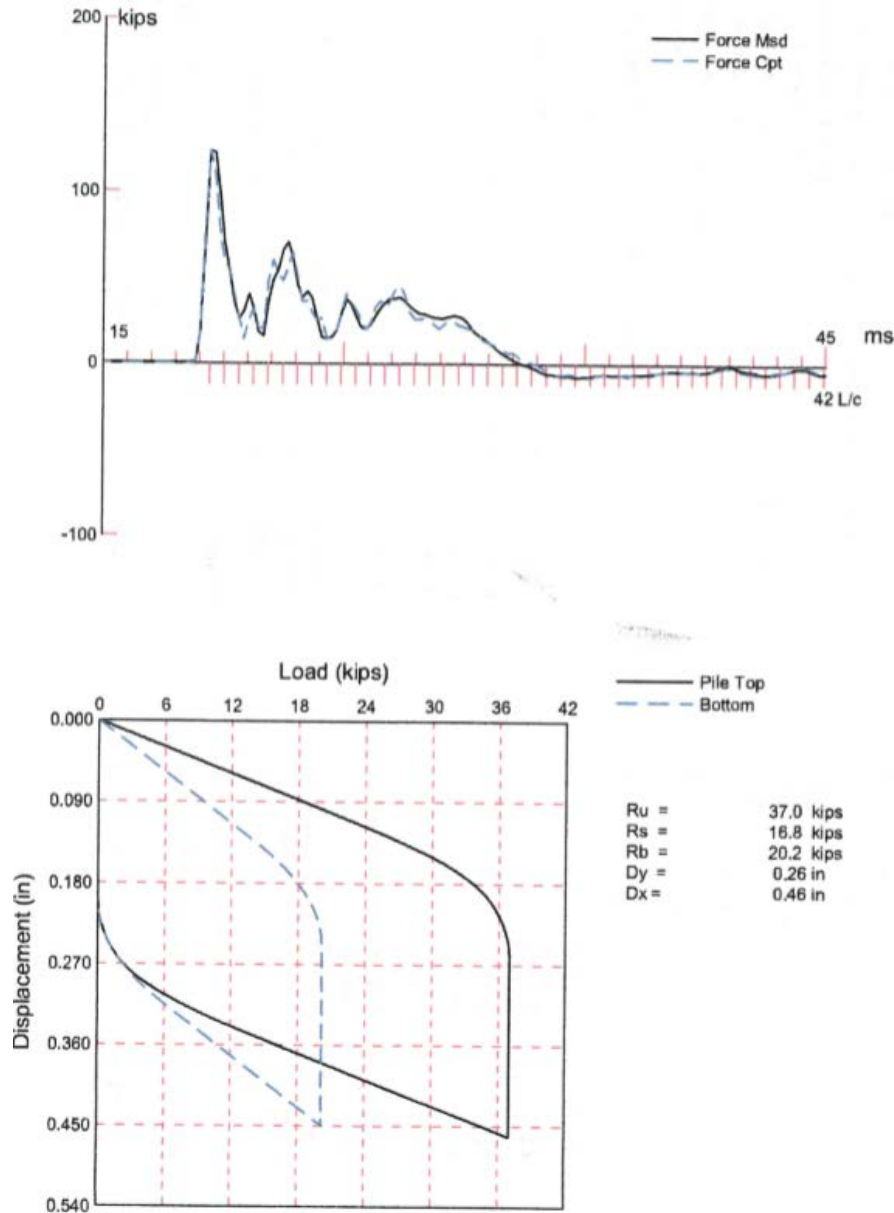 200
kips
Force Msd
Force Cpt
100
15
45
ms
0
42 L/c
-100
Load (kips)
Pile Top
Bottom
0 6 12 18 24 30 36 42
0.000
0.090
0.180
0.270
0.360
0.450
0.540
Displacement (in)
Ru = 37.0 kips
Rs = 16.8 kips
Rb = 20.2 kips
Dy = 0.26 in
Dx = 0.46 in